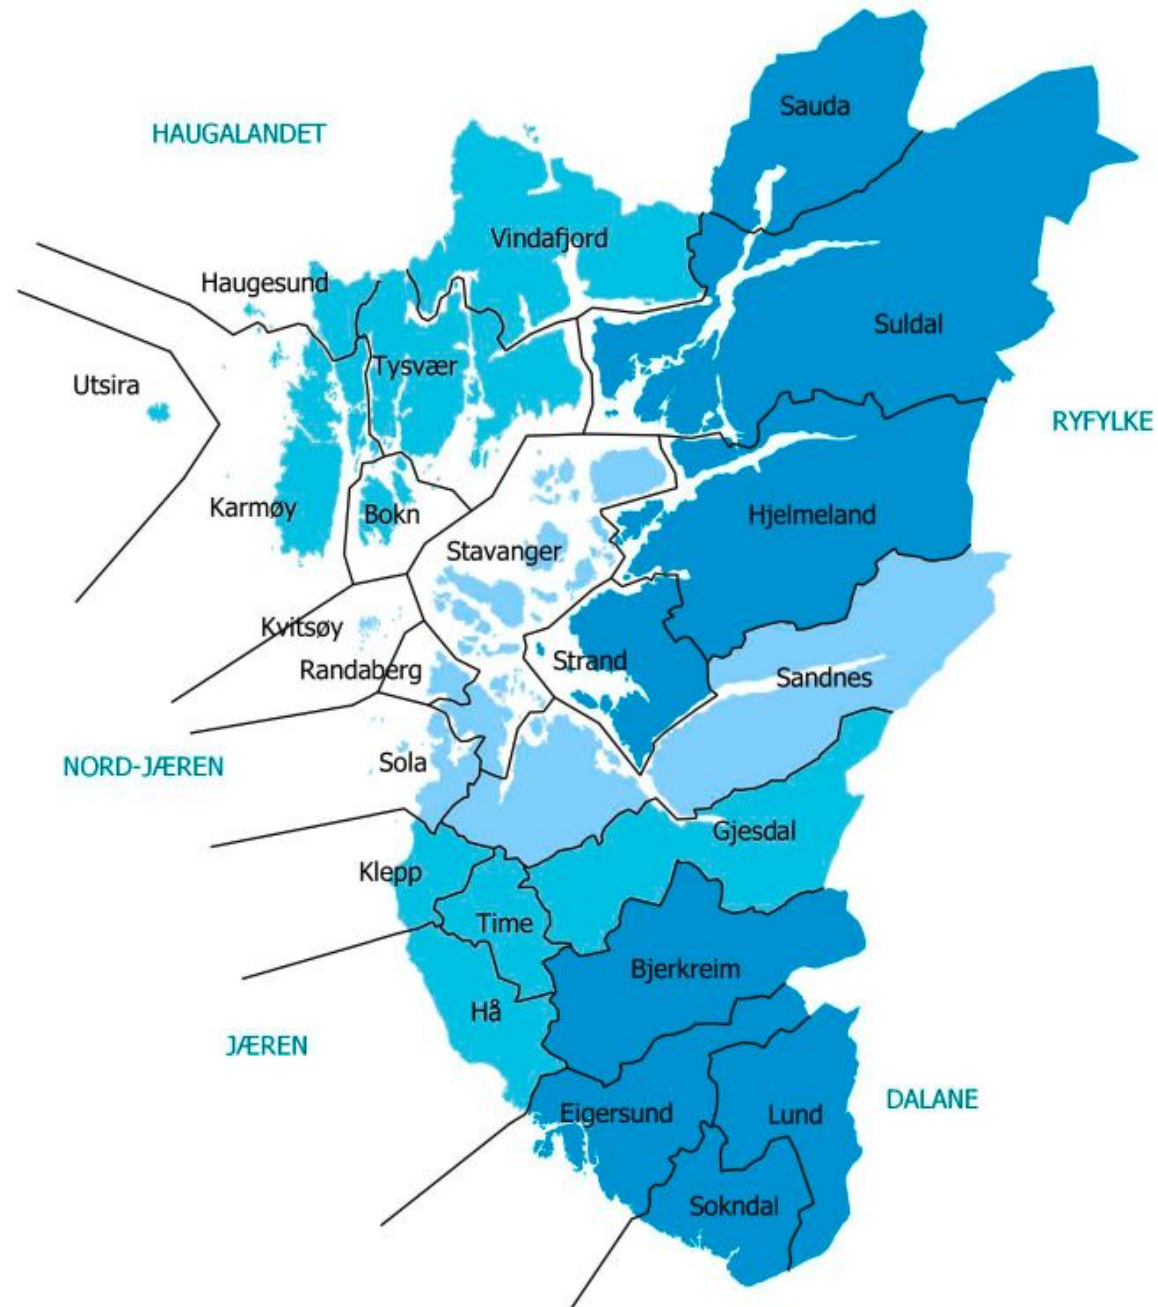 Sauda
HAUGALANDET
Vindafjord
Haugesund
Suldal
Tysvær
Utsira
RYFYLKE
Karmøy
Bokn
Hjelmeland
Stavanger
Kvitsøy
Randaberg
Strand
Sandnes
NORD-JÆREN
Sola
Gjesdal
Klepp
Time
Bjerkreim
Hå
JÆREN
DALANE
Eigersund
Lund
Sokndal